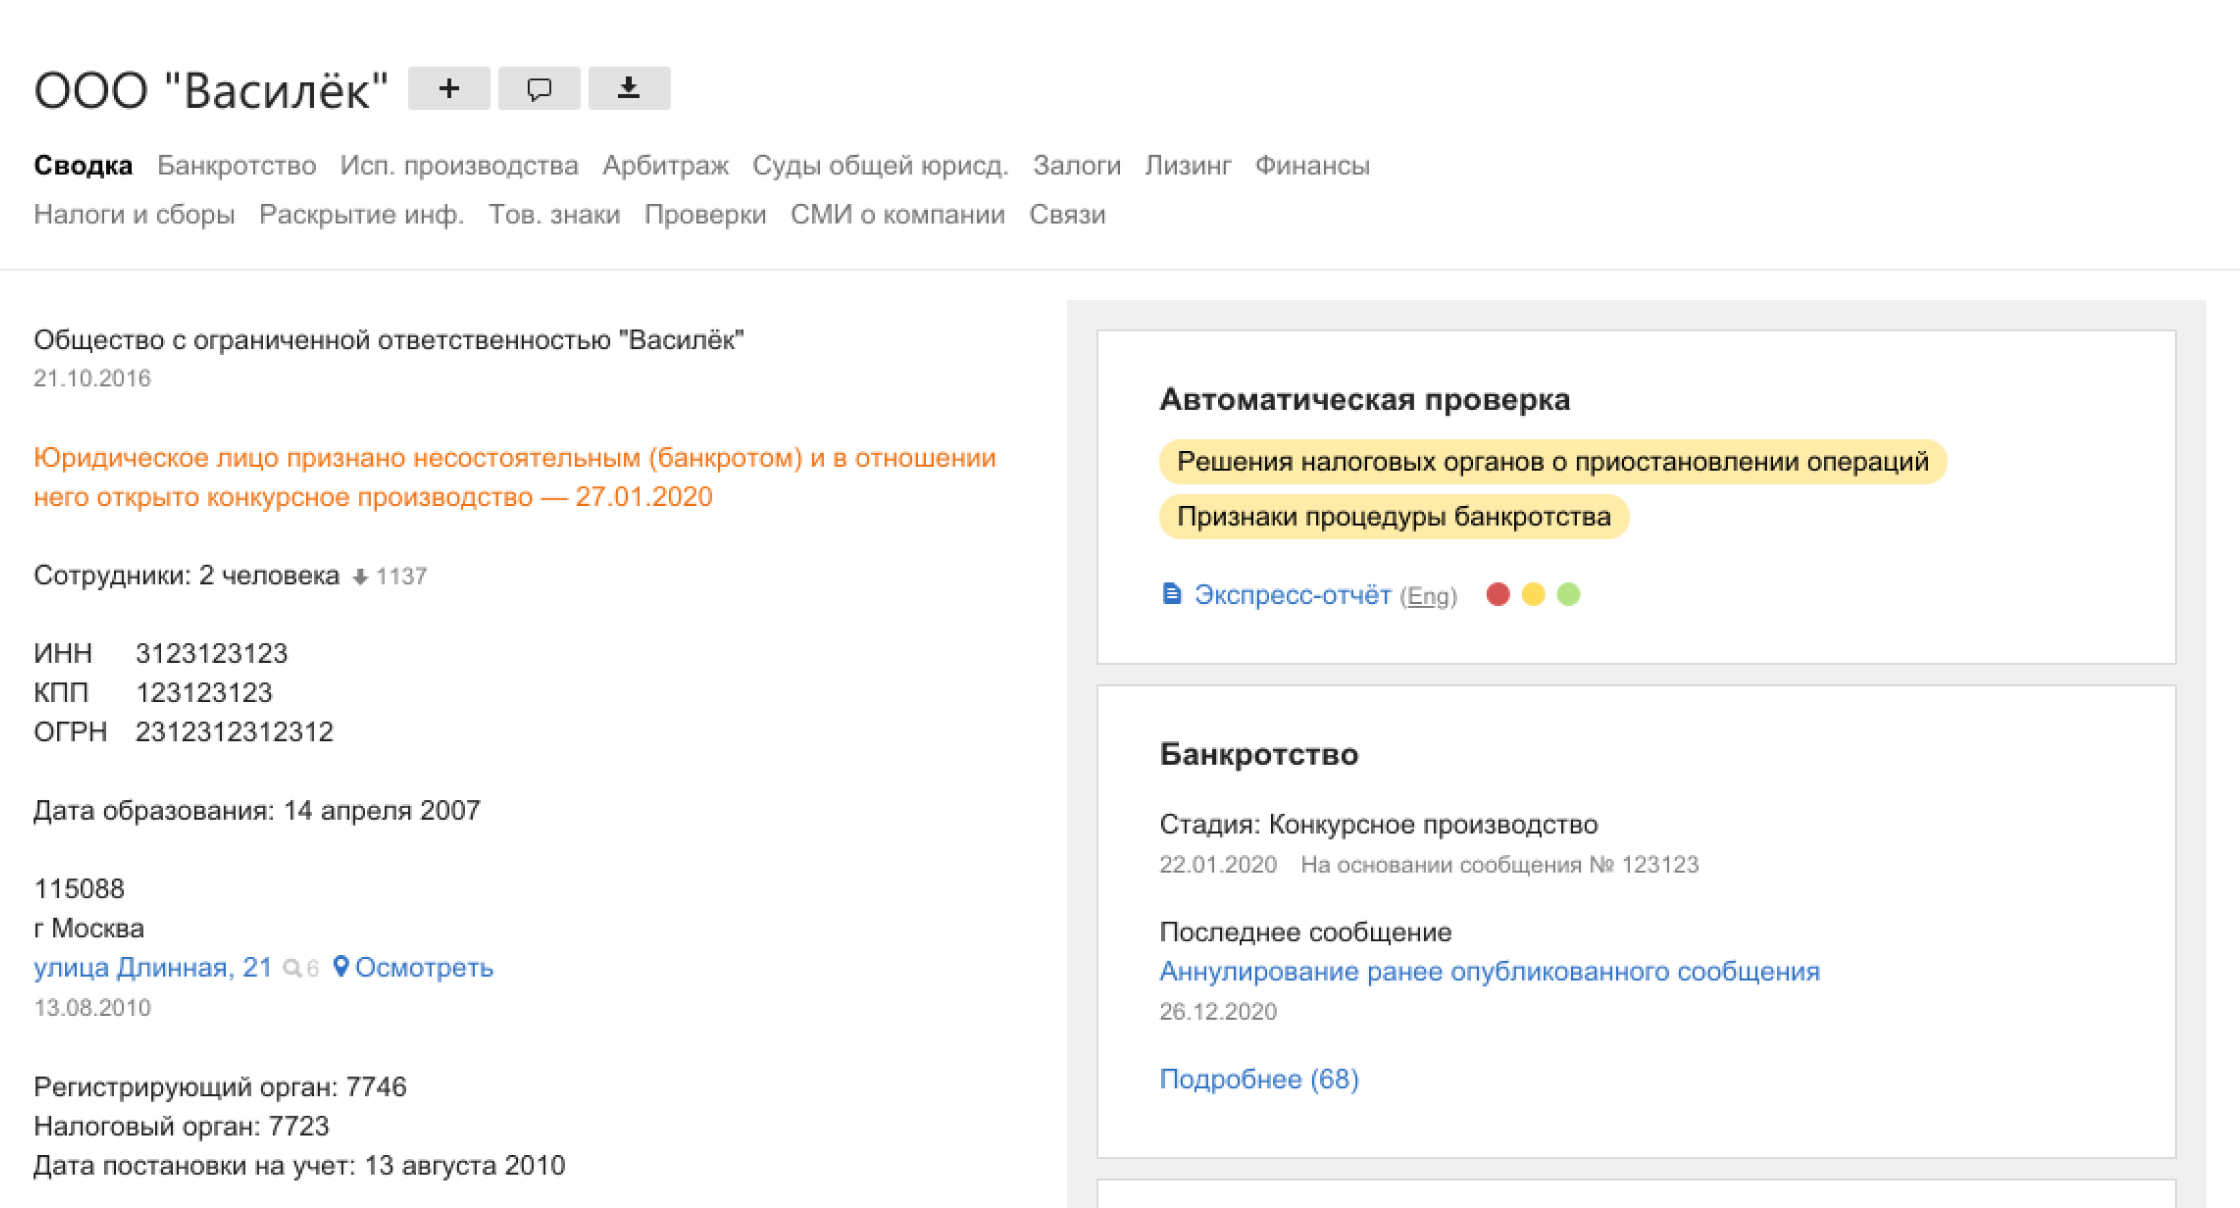 ООО "Василёк"
Сводка Банкротство Исп. производства Арбитраж Суды общей юрисд. Залоги Лизинг Финансы
Налоги и сборы Раскрытие инф. Тов. знаки Проверки СМИ о компании Связи
Общество с ограниченной ответственностью "Василёк"
21.10.2016
Юридическое лицо признано несостоятельным (банкротом) и в отношении
него открыто конкурсное производство — 27.01.2020
Сотрудники: 2 человека 1137
ИНН 3123123123
КПП 123123123
ОГРН 2312312312312
Дата образования: 14 апреля 2007
115088
г Москва
улица Длинная, 21 6 Осмотреть
13.08.2010
Регистрирующий орган: 7746
Налоговый орган: 7723
Дата постановки на учет: 13 августа 2010
Автоматическая проверка
Решения налоговых органов о приостановлении операций
Признаки процедуры банкротства
Экспресс-отчёт (Eng)
Банкротство
Стадия: Конкурсное производство
22.01.2020 На основании сообщения № 123123
Последнее сообщение
Аннулирование ранее опубликованного сообщения
26.12.2020
Подробнее (68)